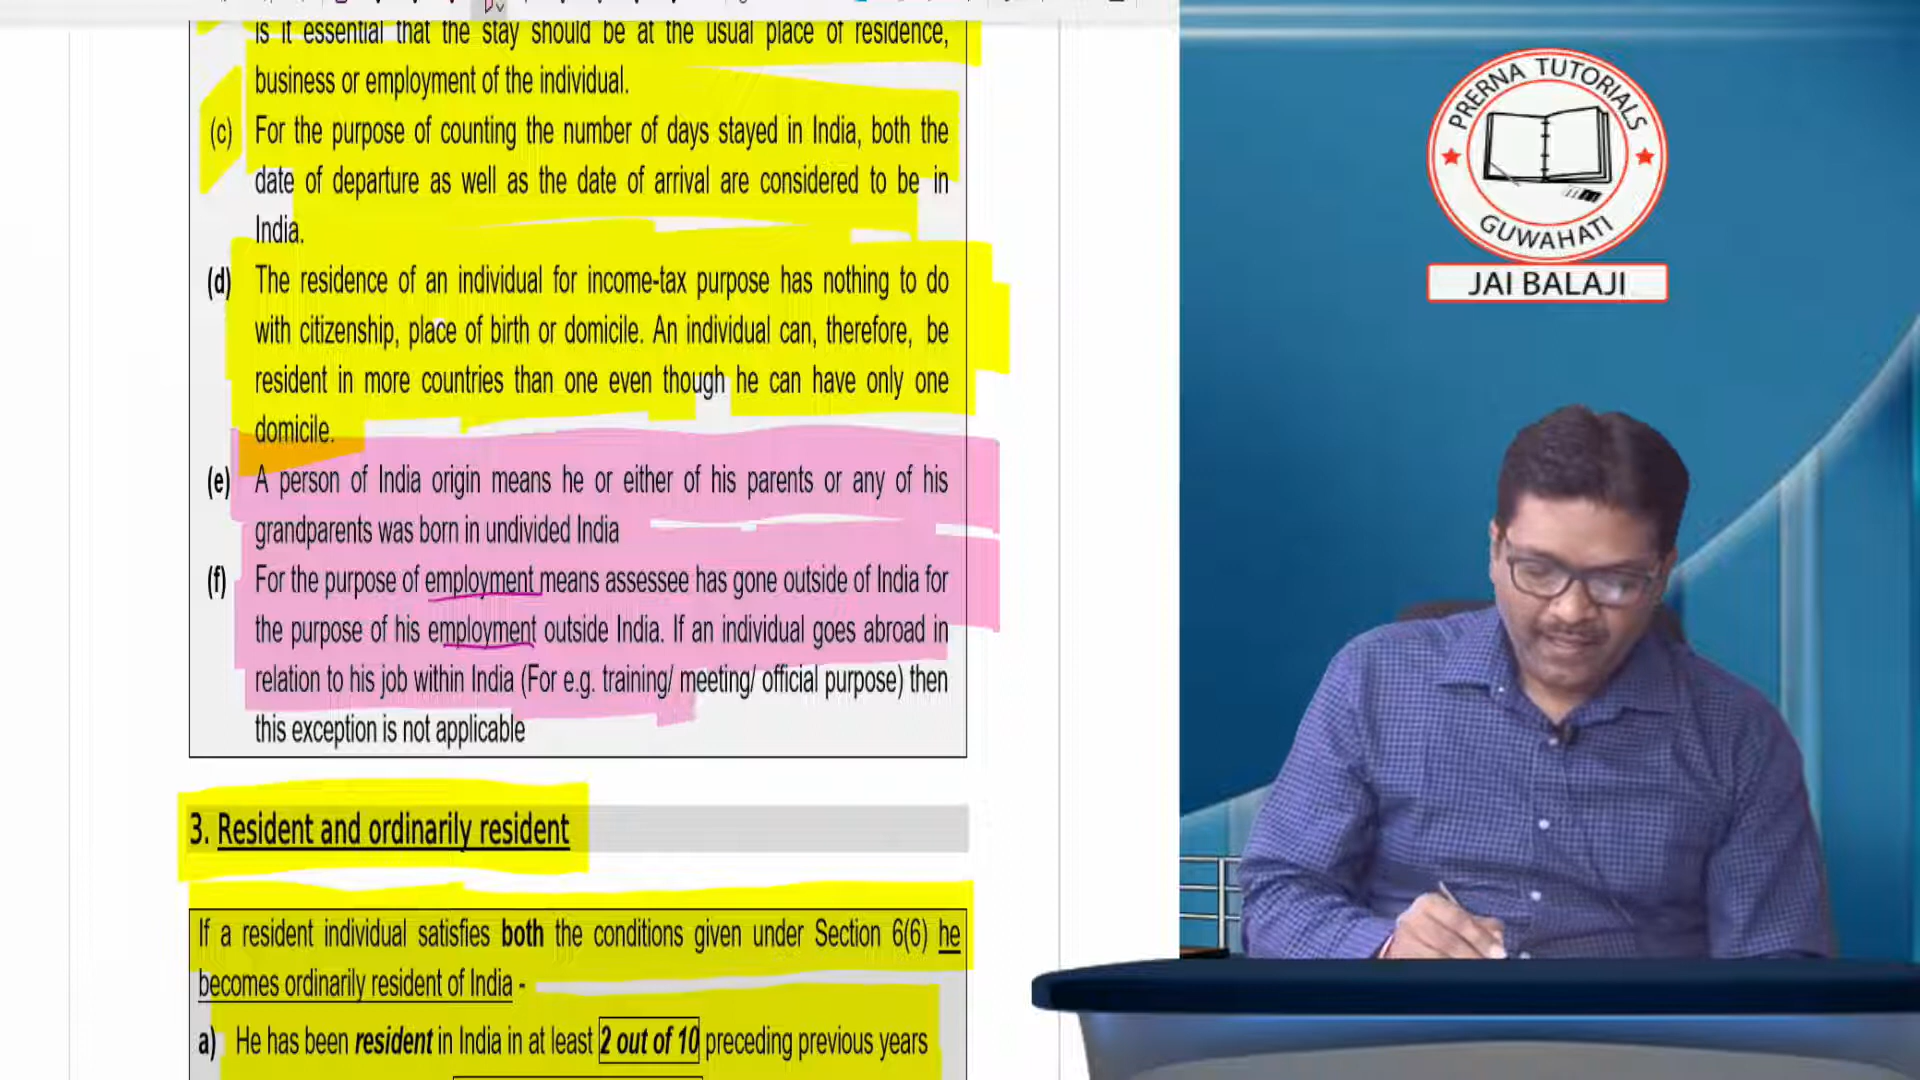 is it essential that the stay should be at the usual place of residence,
business or employment of the individual.
(c) For the purpose of counting the number of days stayed in India, both the
date of departure as well as the date of arrival are considered to be in
India.
(d) The residence of an individual for income-tax purpose has nothing to do
with citizenship, place of birth or domicile. An individual can, therefore, be
resident in more countries than one even though he can have only one
domicile.
(e) A person of India origin means he or either of his parents or any of his
grandparents was born in undivided India
(f) For the purpose of employment means assessee has gone outside of India for
the purpose of his employment outside India. If an individual goes abroad in
relation to his job within India (For e.g. training/ meeting/ official purpose) then
this exception is not applicable
3. Resident and ordinarily resident
If a resident individual satisfies both the conditions given under Section 6(6) he
becomes ordinarily resident of India -
a) He has been resident in India in at least 2 out of 10 preceding previous years
PRERNA TUTORIALS
GUWAHATI
JAI BALAJI